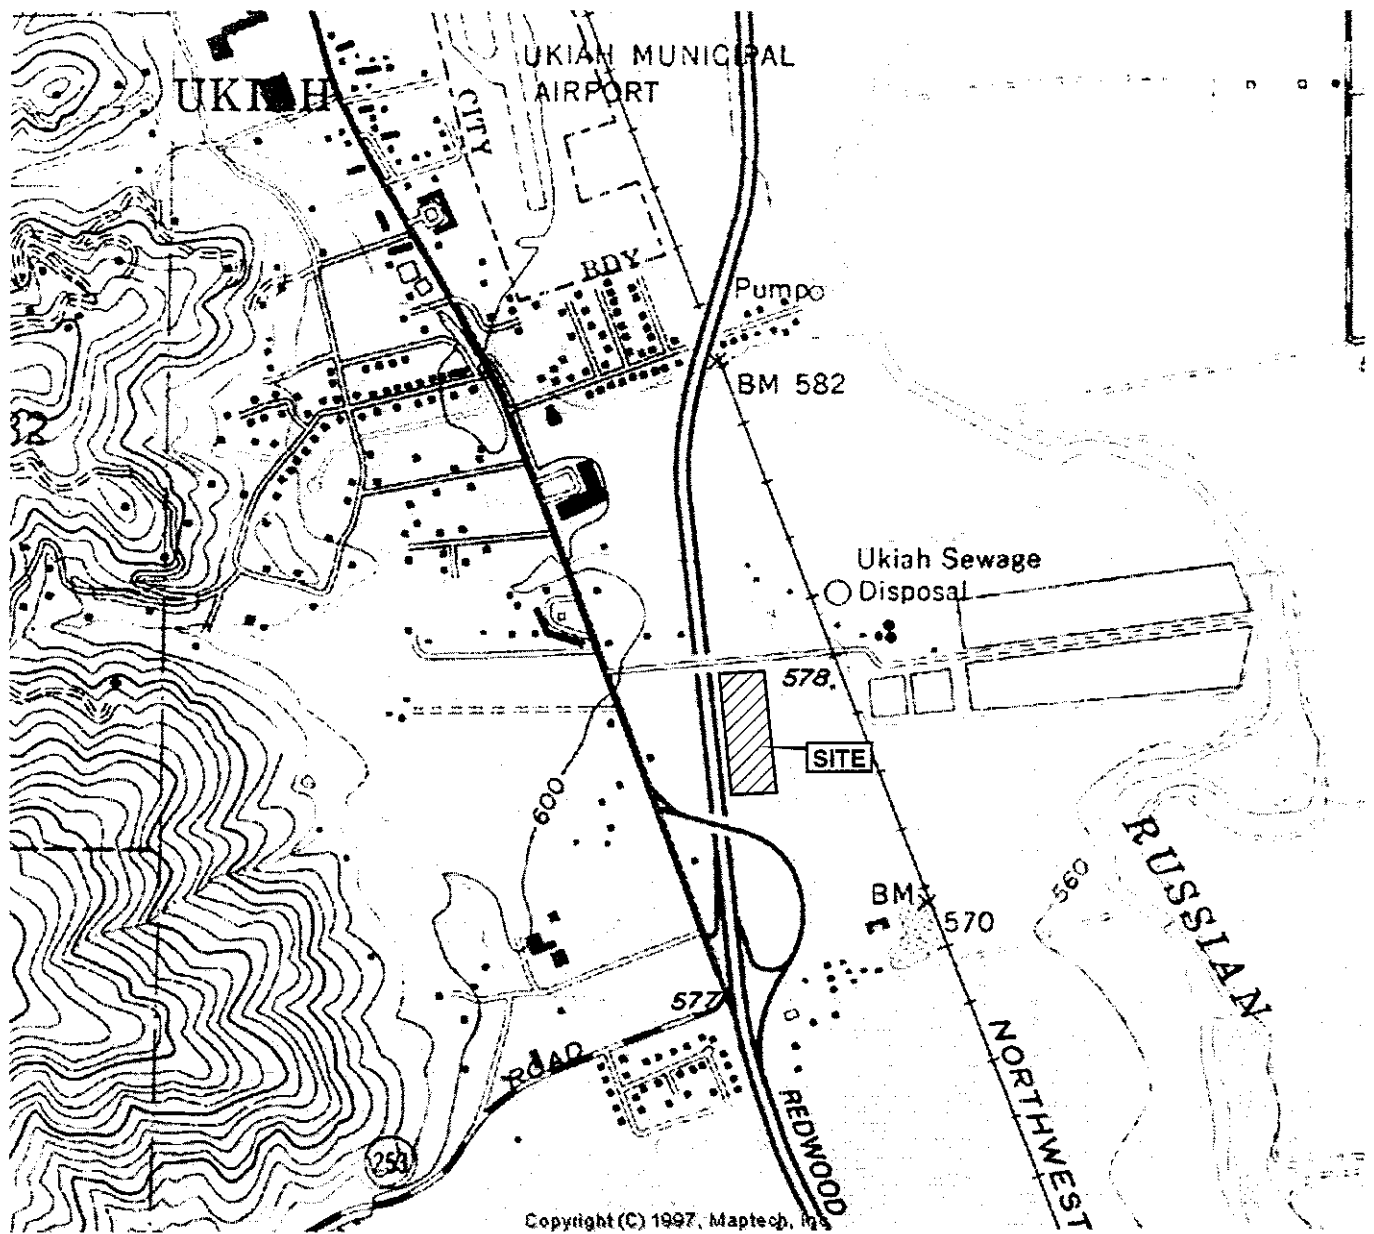 UKIAH MUNICIPAL
AIRPORT
UKIAH
CITY
BDY
Pump
BM 582
32
Ukiah Sewage
Disposal
578
SITE
600
RUSSIAN
560
BM
570
577
ROAD
NORTHWEST
REDWOOD
253
Copyright (C) 1997, Maptech, Inc